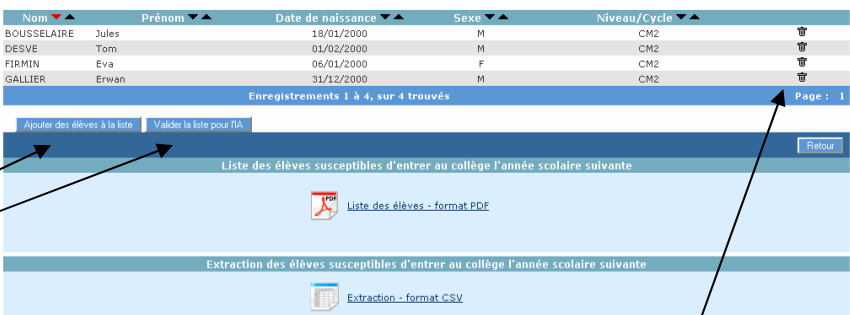 Nom Prénom Date de naissance Sexe Niveau/Cycle
BOUSSELAIRE Jules 18/01/2000 M CM2
DESVE Tom 01/02/2000 M CM2
FIRMIN Eva 06/01/2000 F CM2
GALLIER Erwan 31/12/2000 M CM2
Enregistrements 1 à 4, sur 4 trouvés Page : 1
Ajouter des élèves à la liste Valider la liste pour l'IA
Retour
Liste des élèves susceptibles d'entrer au collège l'année scolaire suivante
PDF
Liste des élèves - format PDF
Extraction des élèves susceptibles d'entrer au collège l'année scolaire suivante
Extraction - format CSV